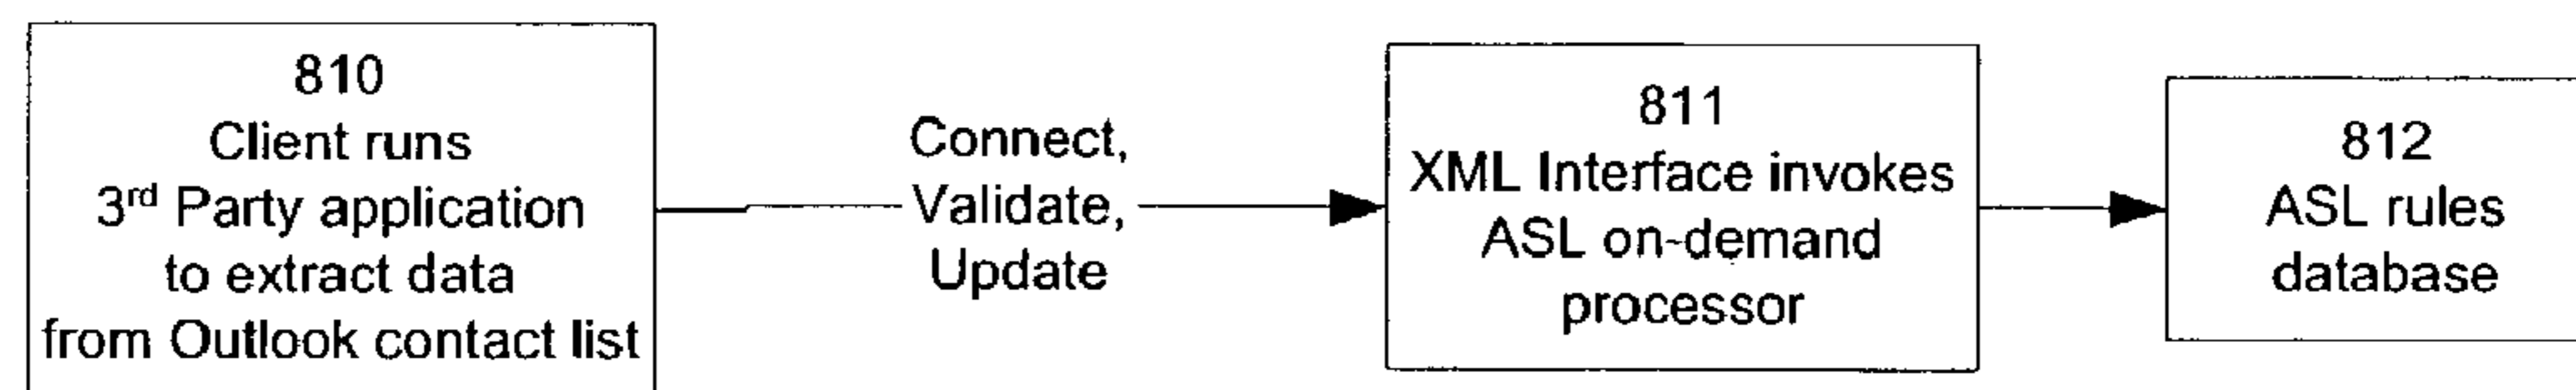 810
Client runs
3rd Party application
to extract data
from Outlook contact list
Connect,
Validate,
Update
811
XML Interface invokes
ASL on-demand
processor
812
ASL rules
database